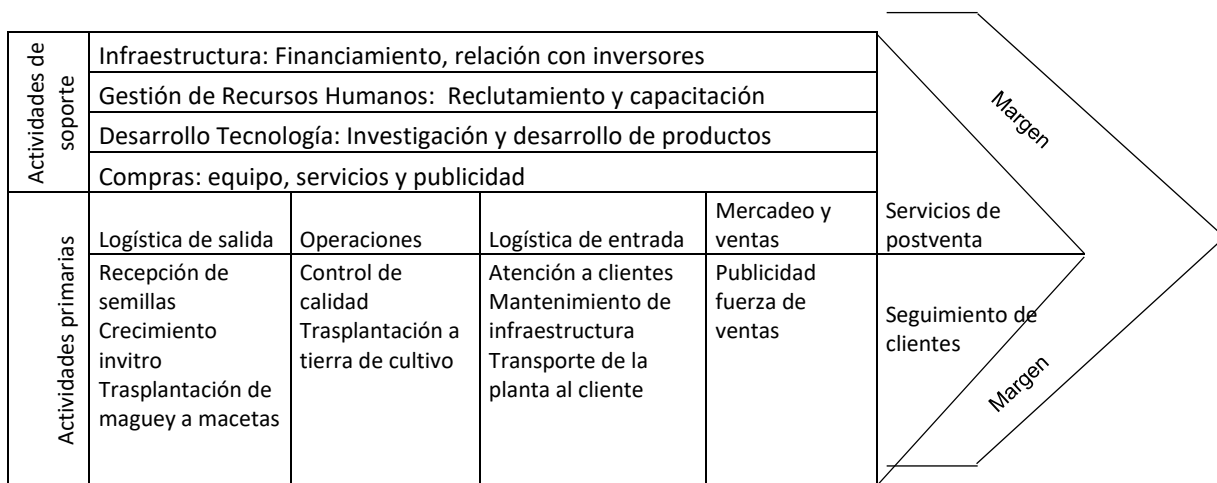 Actividades de
soporte
Infraestructura: Financiamiento, relación con inversores
Gestión de Recursos Humanos: Reclutamiento y capacitación
Desarrollo Tecnología: Investigación y desarrollo de productos
Compras: equipo, servicios y publicidad
Margen
Actividades primarias
Logística de salida
Operaciones
Logística de entrada
Mercadeo y
ventas
Servicios de
postventa
Recepción de
semillas
Crecimiento
invitro
Trasplantación de
maguey a macetas
Control de
calidad
Trasplantación a
tierra de cultivo
Atención a clientes
Mantenimiento de
infraestructura
Transporte de la
planta al cliente
Publicidad
fuerza de
ventas
Seguimiento de
clientes
Margen